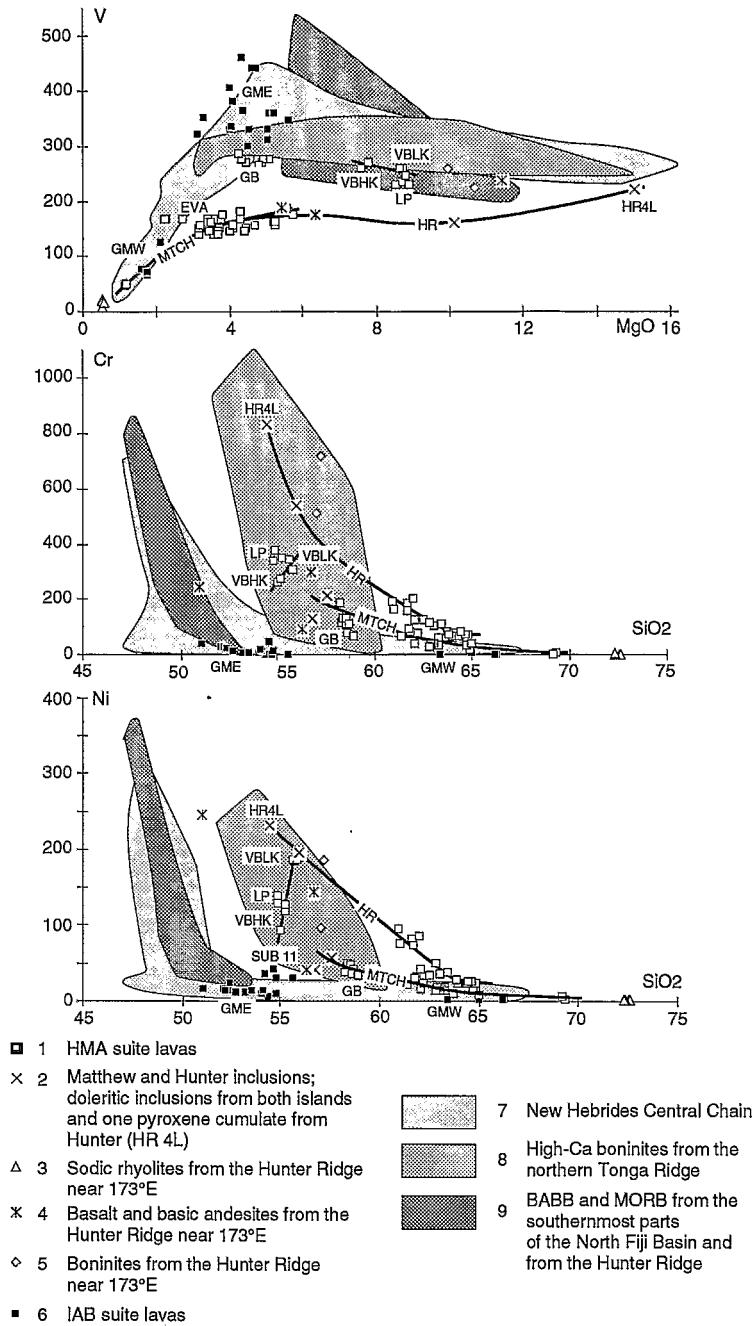 V
500
400
300
200
100
0
GME
GB
VBLK
VBHK
LP
EVA
GMW
MTCH
HR
HR4L
0 4 8 12 MgO 16
Cr
1000
800
600
400
200
0
HR4L
LP
VBLK
VBHK
HR
MTCH
GB
SiO2
GME
GMW
45 50 55 60 65 70 75
Ni
400
300
200
100
0
HR4L
VBLK
LP
VBHK
HR
SUB 11
MTCH
GB
SiO2
GME
GMW
45 50 55 60 65 70 75
1 HMA suite lavas
2 Matthew and Hunter inclusions;
doleritic inclusions from both islands
and one pyroxene cumulate from
Hunter (HR 4L)
3 Sodic rhyolites from the Hunter Ridge
near 173°E
4 Basalt and basic andesites from the
Hunter Ridge near 173°E
5 Boninites from the Hunter Ridge
near 173°E
6 IAB suite lavas
7 New Hebrides Central Chain
8 High-Ca boninites from the
northern Tonga Ridge
9 BABB and MORB from the
southernmost parts
of the North Fiji Basin and
from the Hunter Ridge